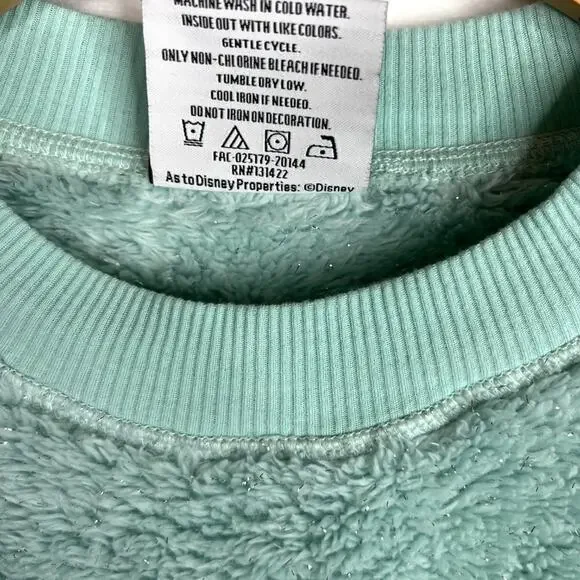 MACHINE WASH IN COLD WATER.
INSIDE OUT WITH LIKE COLORS.
GENTLE CYCLE.
ONLY NON-CHLORINE BLEACH IF NEEDED.
TUMBLE DRY LOW.
COOL IRON IF NEEDED.
DO NOT IRON ON DECORATION.
FAC-025179-20144
RN#131422
As to Disney Properties: ©Disney